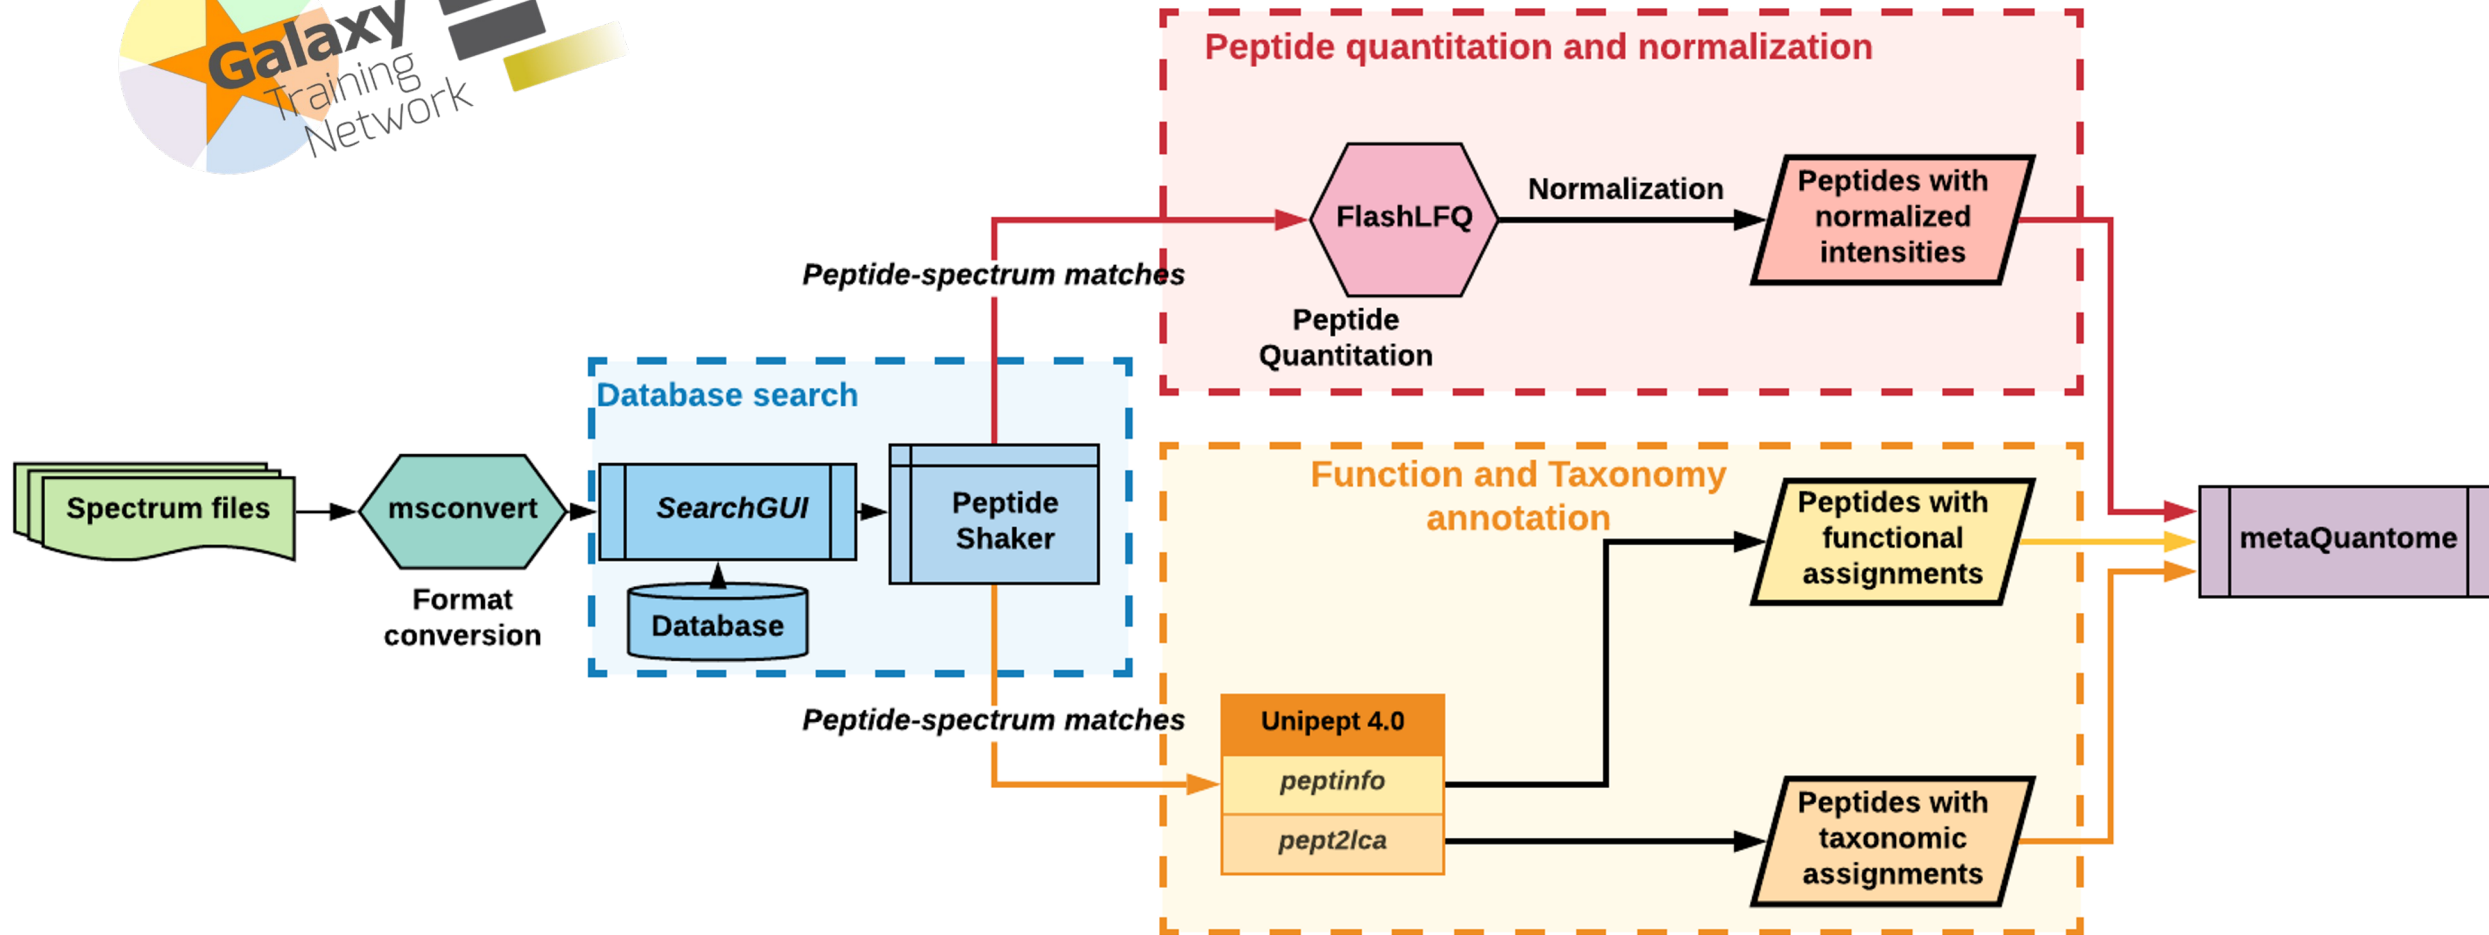 Galaxy
Training
Network
Peptide quantitation and normalization
FlashLFQ
Normalization
Peptides with
normalized
intensities
Peptide
Quantitation
Peptide-spectrum matches
Database search
Spectrum files
msconvert
Format
conversion
SearchGUI
Database
Peptide
Shaker
Peptide-spectrum matches
Function and Taxonomy
annotation
Unipept 4.0
peptinfo
pept2lca
Peptides with
functional
assignments
Peptides with
taxonomic
assignments
metaQuantome